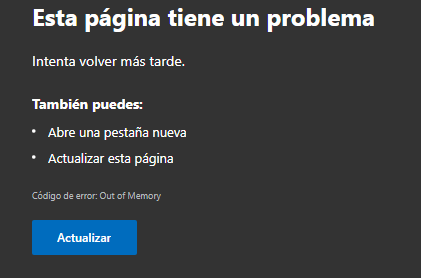 Esta página tiene un problema
Intenta volver más tarde.
También puedes:
• Abre una pestaña nueva
• Actualizar esta página
Código de error: Out of Memory
Actualizar